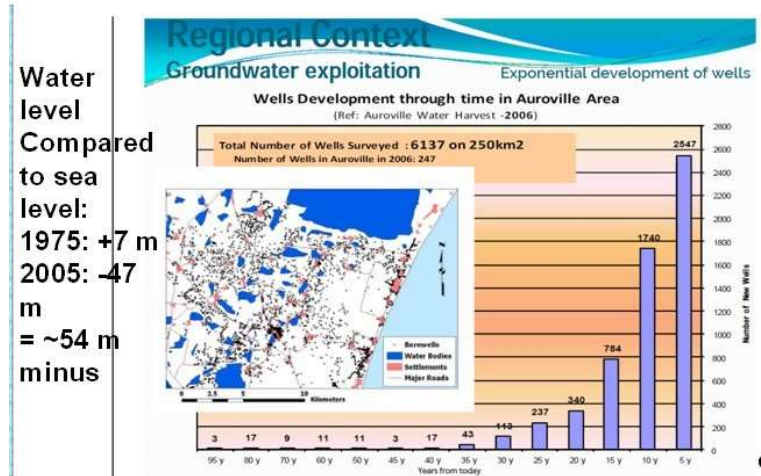 Water
level
Compared
to sea
level:
1975: +7 m
2005: -47
m
= ~54 m
minus
Regional Context
Groundwater exploitation
Exponential development of wells
Wells Development through time in Auroville Area
(Ref: Auroville Water Harvest -2006)
Total Number of Wells Surveyed : 6137 on 250km2
Number of Wells in Auroville in 2006: 247
N
Borewells
Water Bodies
Settlements
Major Roads
0 2.5 5 10
Kilometers
2800
2600
2400
2200
2000
1800
1600
1400
1200
1000
800
600
400
200
0
Number of New Wells
3 17 9 11 11 3 17 43 113 237 340 784 1740 2547
95 y 80 y 70 y 60 y 50 y 45 y 40 y 35 y 30 y 25 y 20 y 15 y 10 y 5 y
Years from today